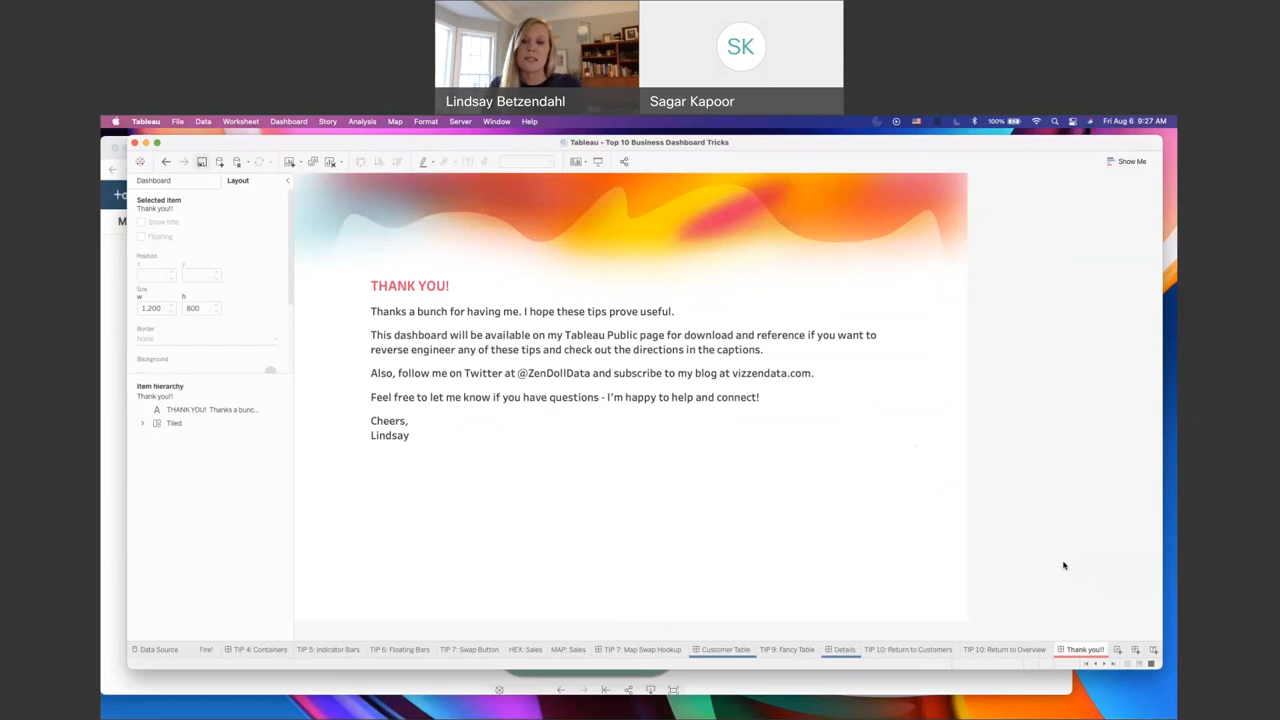 SK
Lindsay Betzendahl
Sagar Kapoor
Tableau File Data Worksheet Dashboard Story Analysis Map Format Server Window Help
100% Fri Aug 6 9:27 AM
Tableau - Top 10 Business Dashboard Tricks
Show Me
Dashboard Layout
Selected item
Thank you!!
Show title
Floating
Position
x y
Size
w h
1,200 800
Border
None
Background
Item hierarchy
Thank you!!
THANK YOU! Thanks a bunc...
Tiled
THANK YOU!
Thanks a bunch for having me. I hope these tips prove useful.
This dashboard will be available on my Tableau Public page for download and reference if you want to
reverse engineer any of these tips and check out the directions in the captions.
Also, follow me on Twitter at @ZenDollData and subscribe to my blog at vizzendata.com.
Feel free to let me know if you have questions - I'm happy to help and connect!
Cheers,
Lindsay
Data Source Fire! TIP 4: Containers TIP 5: Indicator Bars TIP 6: Floating Bars TIP 7: Swap Button HEX: Sales MAP: Sales TIP 7: Map Swap Hookup Customer Table TIP 9: Fancy Table Details TIP 10: Return to Customers TIP 10: Return to Overview Thank you!!